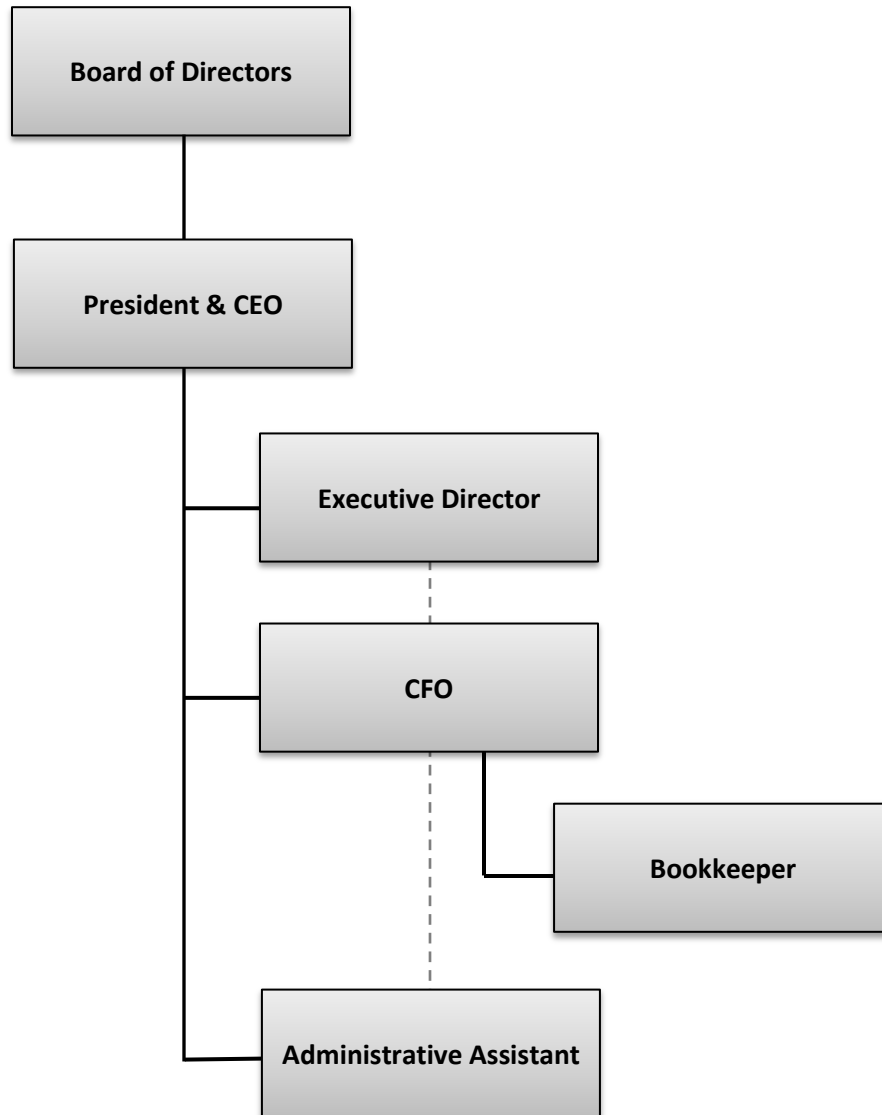 Board of Directors
President & CEO
Executive Director
CFO
Bookkeeper
Administrative Assistant